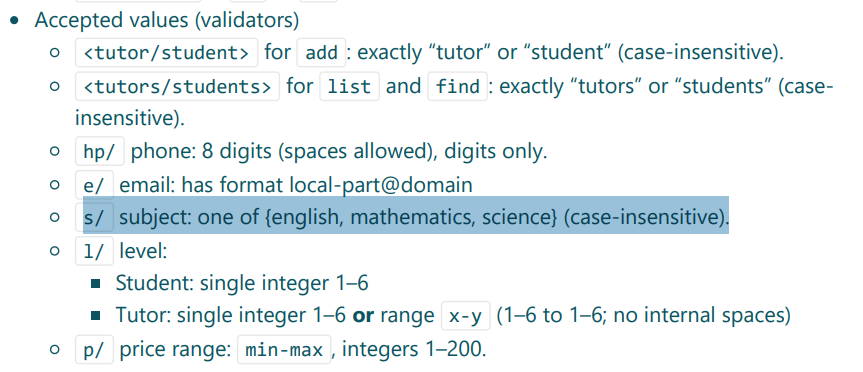 Accepted values (validators)
<tutor/student> for add : exactly “tutor” or “student” (case-insensitive).
<tutors/students> for list and find : exactly “tutors” or “students” (case-
insensitive).
hp/ phone: 8 digits (spaces allowed), digits only.
e/ email: has format local-part@domain
s/ subject: one of {english, mathematics, science} (case-insensitive).
l/ level:
Student: single integer 1–6
Tutor: single integer 1–6 or range x-y (1–6 to 1–6; no internal spaces)
p/ price range: min-max , integers 1–200.